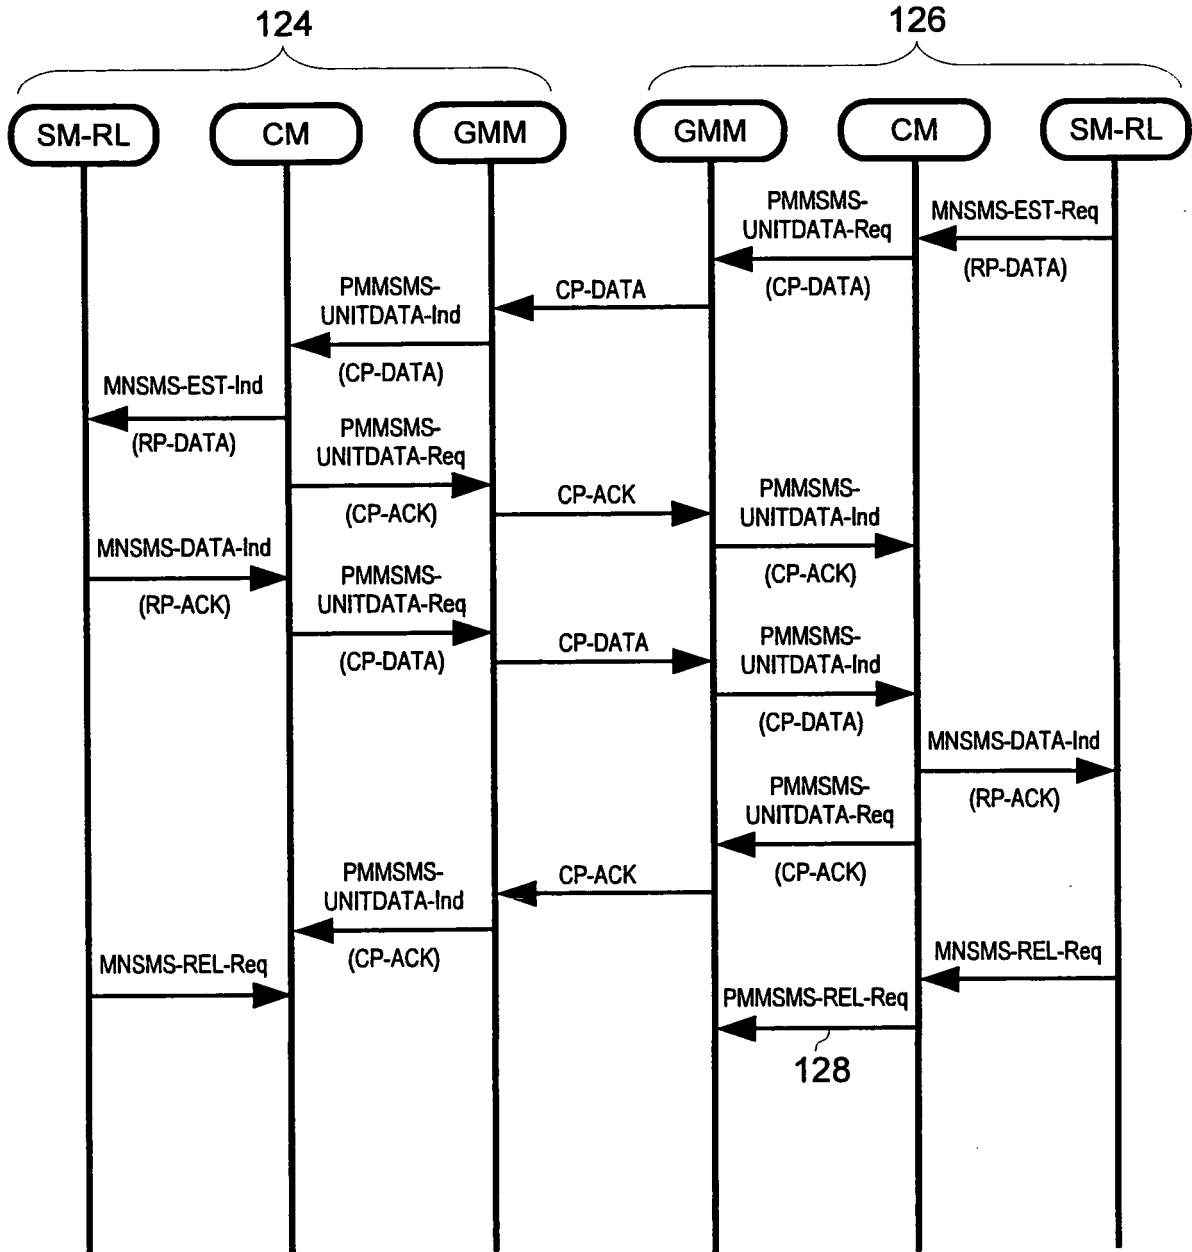 124
126
SM-RL
CM
GMM
GMM
CM
SM-RL
PMMSMS-
UNITDATA-Req
(CP-DATA)
MNSMS-EST-Req
(RP-DATA)
CP-DATA
PMMSMS-
UNITDATA-Ind
(CP-DATA)
MNSMS-EST-Ind
(RP-DATA)
PMMSMS-
UNITDATA-Req
(CP-ACK)
CP-ACK
PMMSMS-
UNITDATA-Ind
(CP-ACK)
MNSMS-DATA-Ind
(RP-ACK)
PMMSMS-
UNITDATA-Req
(CP-DATA)
CP-DATA
PMMSMS-
UNITDATA-Ind
(CP-DATA)
MNSMS-DATA-Ind
(RP-ACK)
PMMSMS-
UNITDATA-Req
(CP-ACK)
CP-ACK
PMMSMS-
UNITDATA-Ind
(CP-ACK)
MNSMS-REL-Req
MNSMS-REL-Req
PMMSMS-REL-Req
128